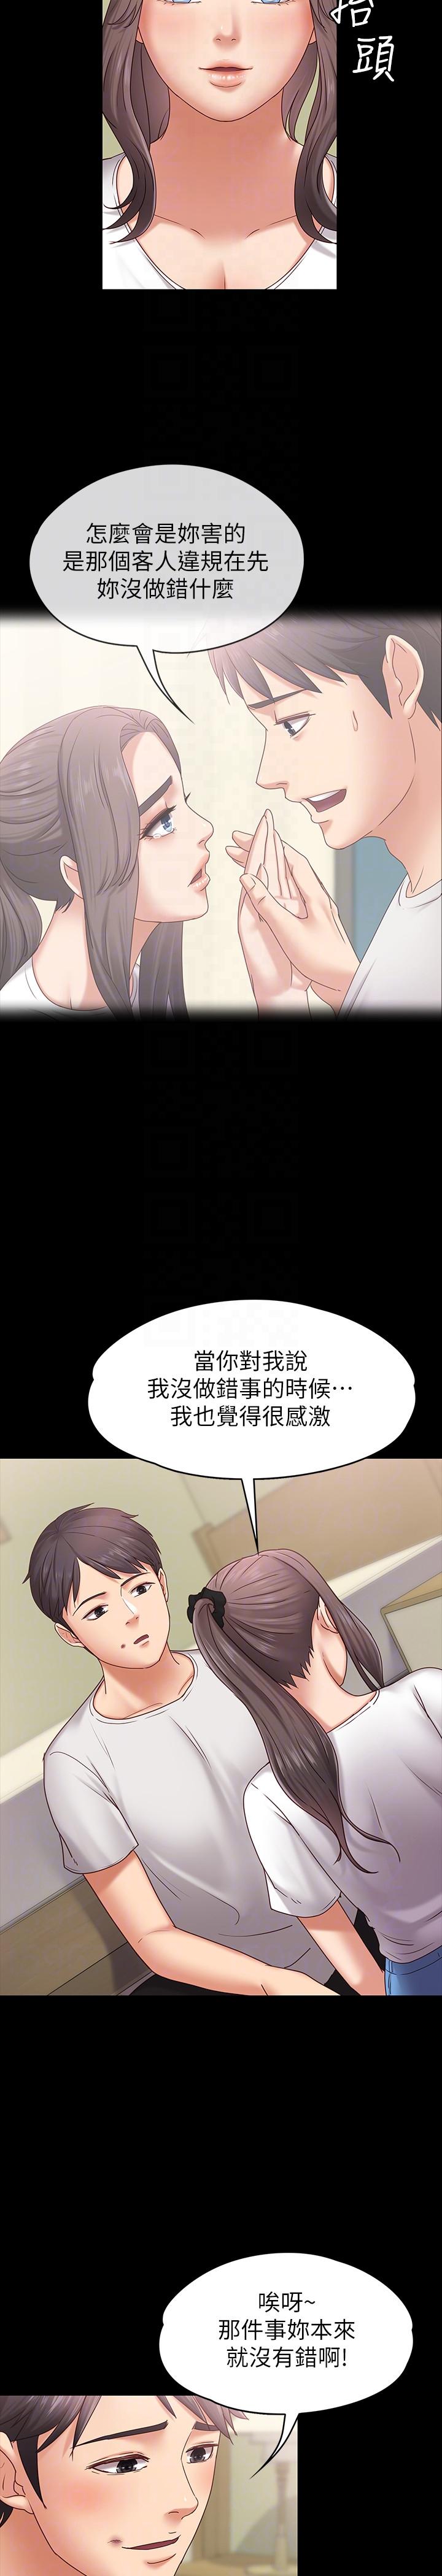 抬頭
怎麼會是妳害的
是那個客人違規在先
妳沒做錯什麼
當你對我說
我沒做錯事的時候⋯
我也覺得很感激
唉呀~
那件事妳本來
就沒有錯啊!